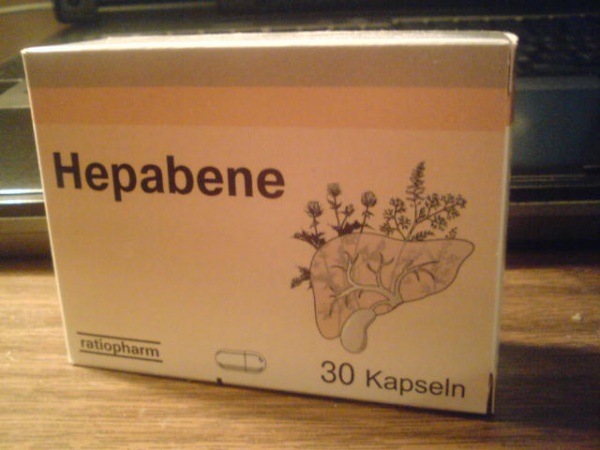 Hepabene
ratiopharm
30 Kapseln